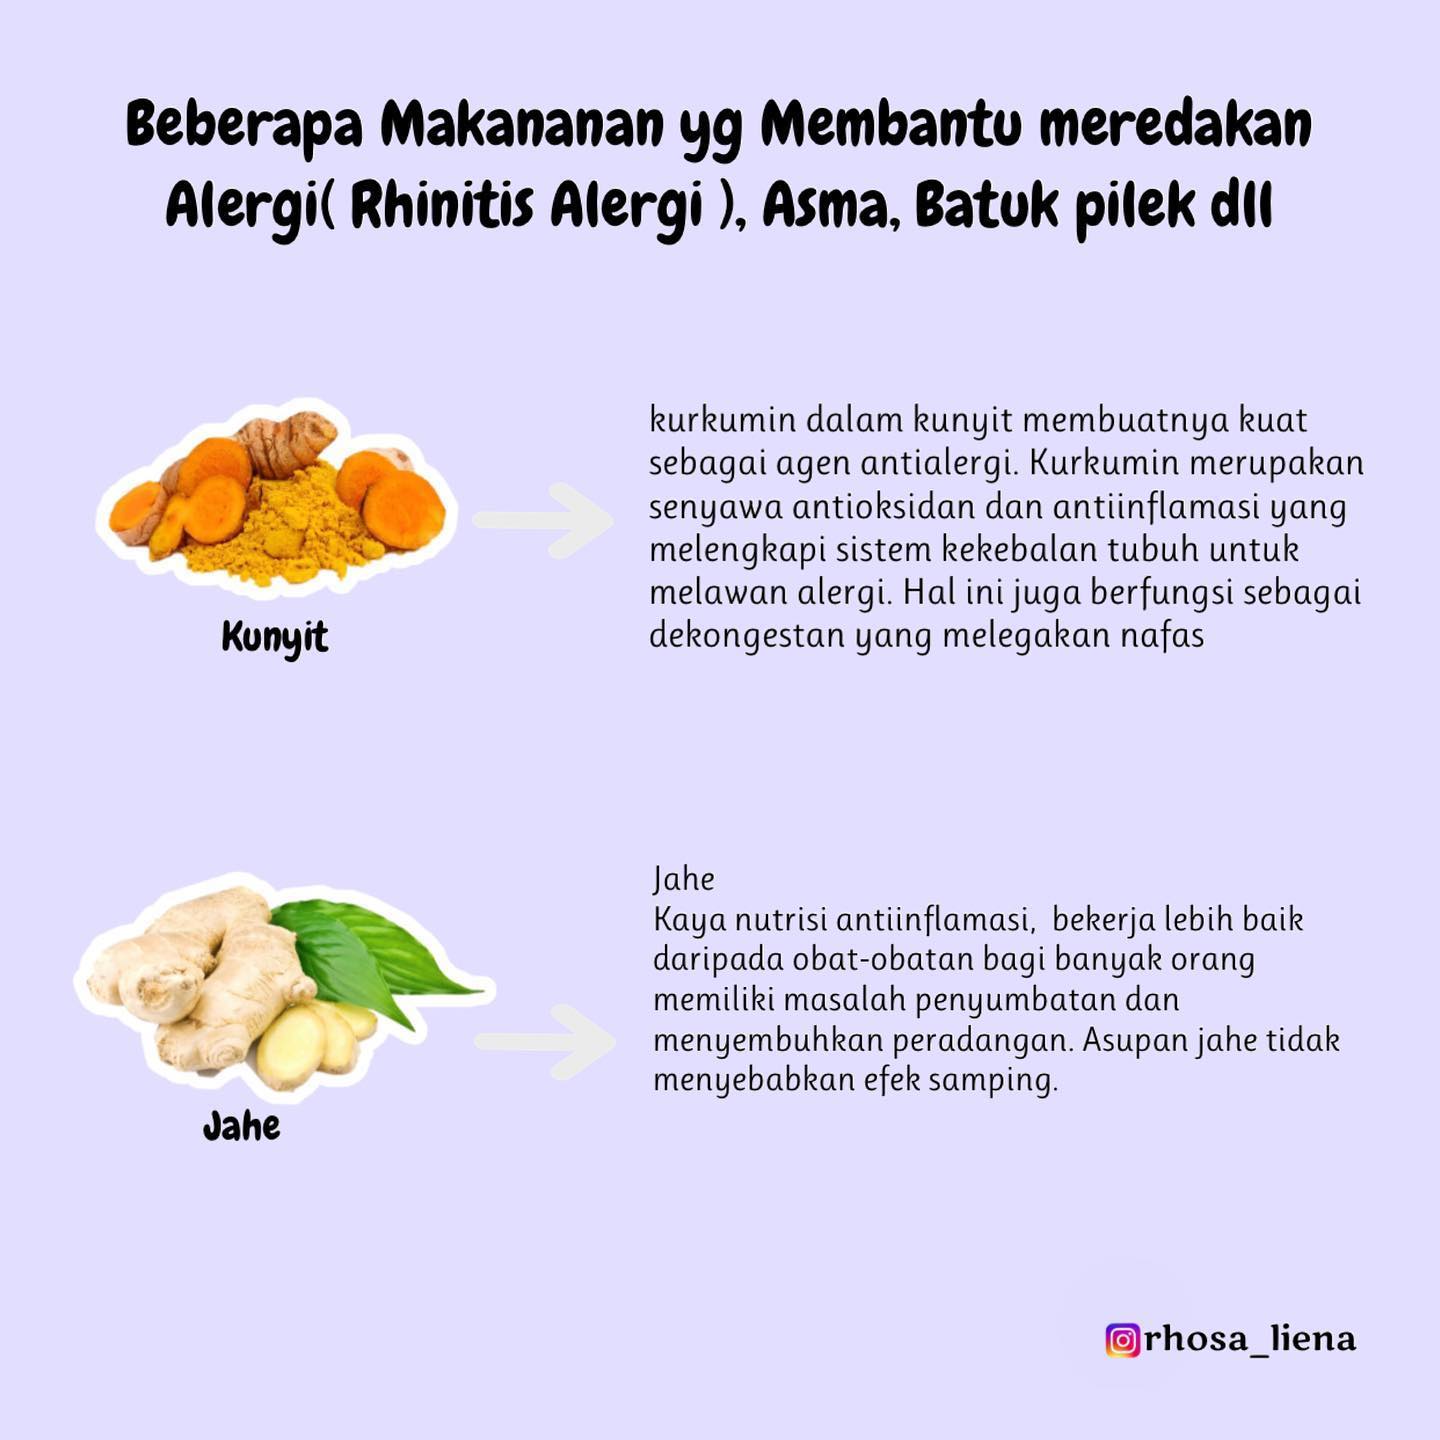 Beberapa Makananan yg Membantu meredakan
Alergi( Rhinitis Alergi ), Asma, Batuk pilek dll
kurkumin dalam kunyit membuatnya kuat
sebagai agen antialergi. Kurkumin merupakan
senyawa antioksidan dan antiinflamasi yang
melengkapi sistem kekebalan tubuh untuk
melawan alergi. Hal ini juga berfungsi sebagai
dekongestan yang melegakan nafas
Kunyit
Jahe
Kaya nutrisi antiinflamasi,  bekerja lebih baik
daripada obat-obatan bagi banyak orang
memiliki masalah penyumbatan dan
menyembuhkan peradangan. Asupan jahe tidak
menyebabkan efek samping.
Jahe
rhosa_liena